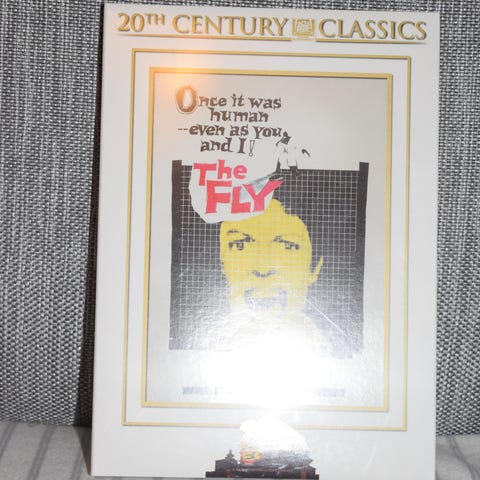 20TH CENTURY CLASSICS
Once it was
human
--even as you
and I!
The
FLY